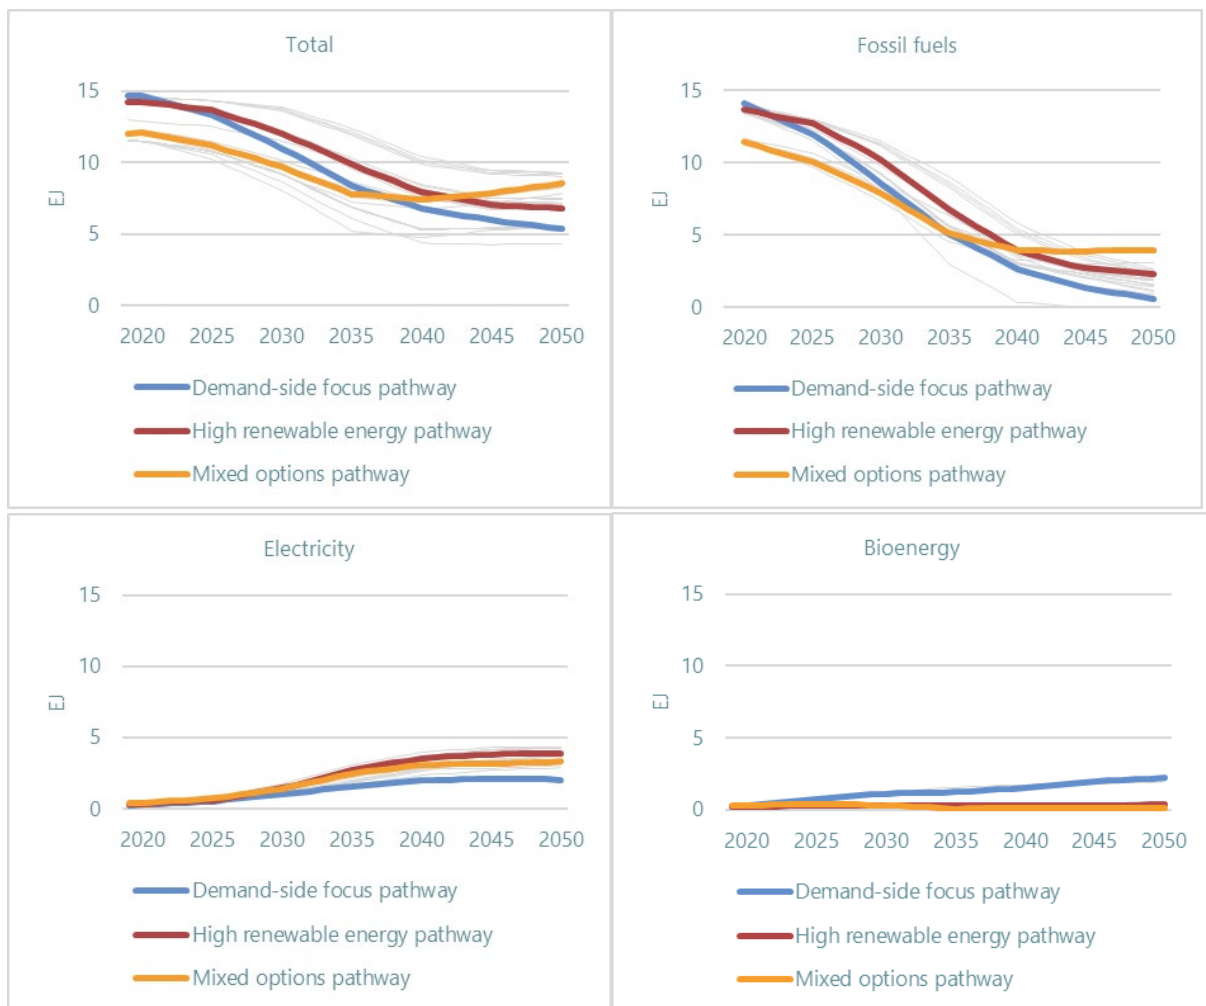 Total
15
10
EJ
5
0
2020 2025 2030 2035 2040 2045 2050
Demand-side focus pathway
High renewable energy pathway
Mixed options pathway
Fossil fuels
15
10
EJ
5
0
2020 2025 2030 2035 2040 2045 2050
Demand-side focus pathway
High renewable energy pathway
Mixed options pathway
Electricity
15
10
EJ
5
0
2020 2025 2030 2035 2040 2045 2050
Demand-side focus pathway
High renewable energy pathway
Mixed options pathway
Bioenergy
15
10
EJ
5
0
2020 2025 2030 2035 2040 2045 2050
Demand-side focus pathway
High renewable energy pathway
Mixed options pathway